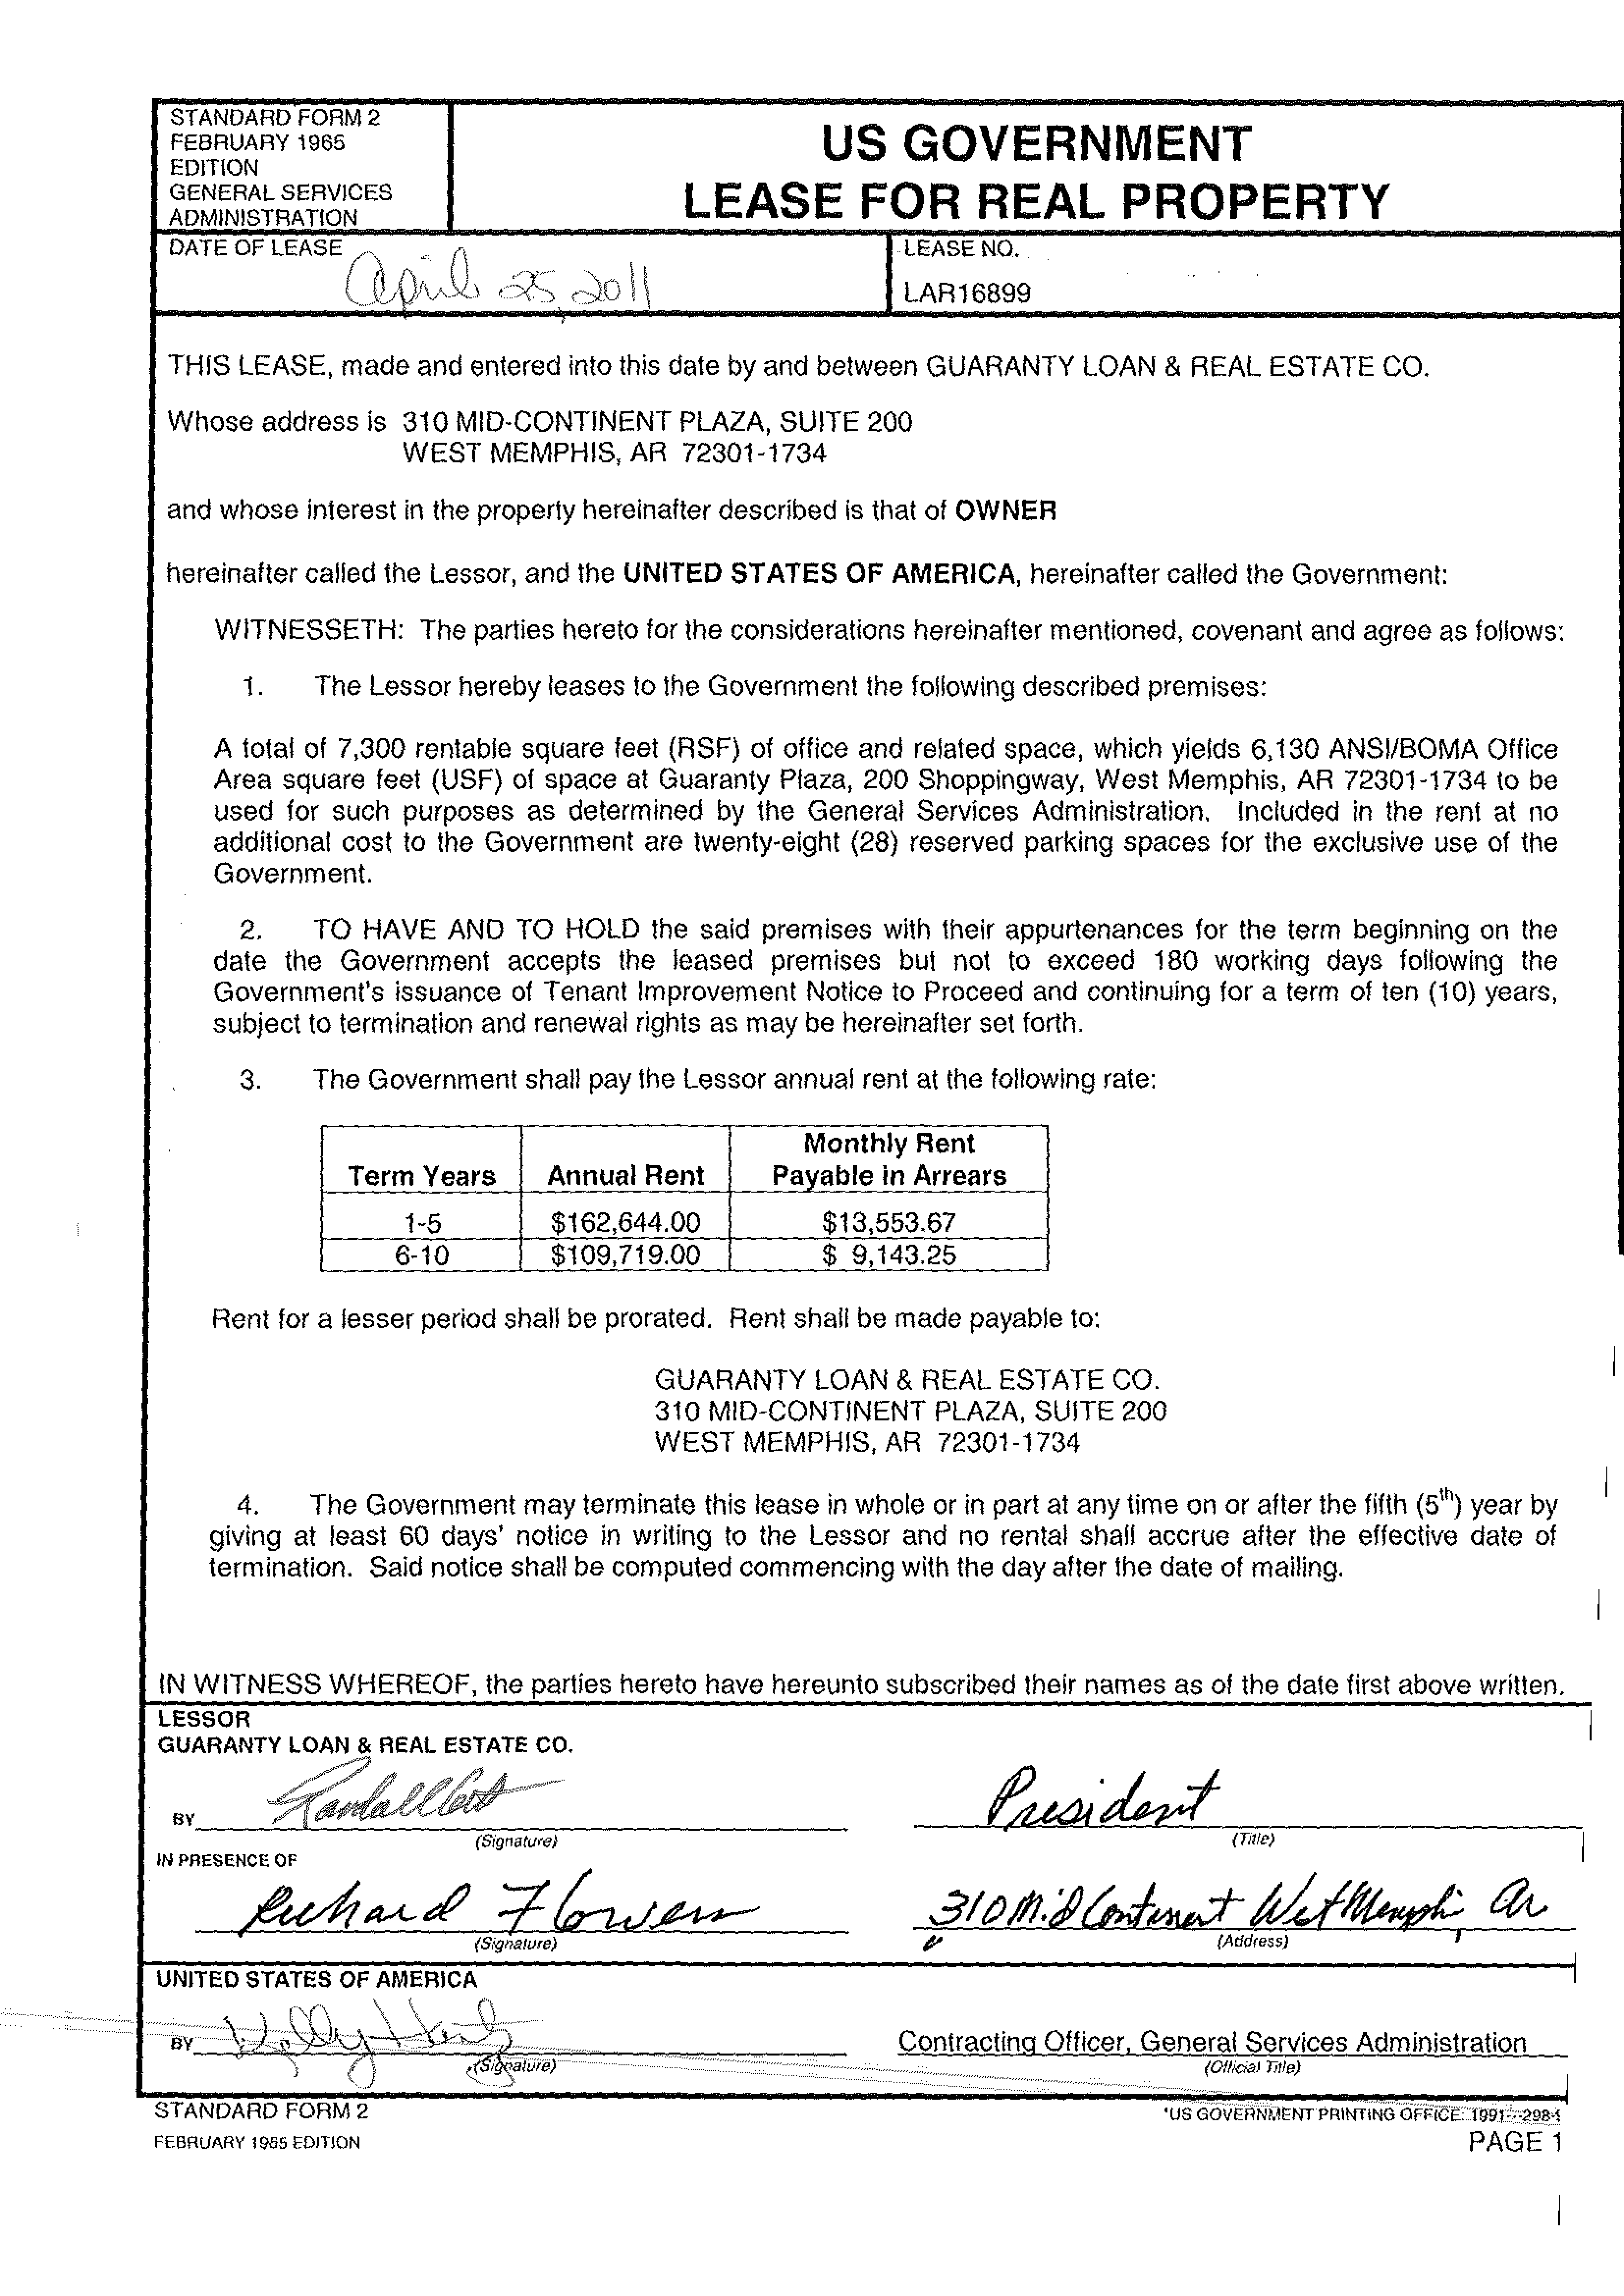 STANDARD FORM 2
FEBRUARY 1965
EDITION
GENERAL SERVICES
ADMINISTRATION
US GOVERNMENT
LEASE FOR REAL PROPERTY
DATE OF LEASE
April 25, 2011
LEASE NO.
LAR16899
THIS LEASE, made and entered into this date by and between GUARANTY LOAN & REAL ESTATE CO.
Whose address is 310 MID-CONTINENT PLAZA, SUITE 200
WEST MEMPHIS, AR 72301-1734
and whose interest in the property hereinafter described is that of OWNER
hereinafter called the Lessor, and the UNITED STATES OF AMERICA, hereinafter called the Government:
WITNESSETH: The parties hereto for the considerations hereinafter mentioned, covenant and agree as follows:
1. The Lessor hereby leases to the Government the following described premises:
A total of 7,300 rentable square feet (RSF) of office and related space, which yields 6,130 ANSI/BOMA Office
Area square feet (USF) of space at Guaranty Plaza, 200 Shoppingway, West Memphis, AR 72301-1734 to be
used for such purposes as determined by the General Services Administration. Included in the rent at no
additional cost to the Government are twenty-eight (28) reserved parking spaces for the exclusive use of the
Government.
2. TO HAVE AND TO HOLD the said premises with their appurtenances for the term beginning on the
date the Government accepts the leased premises but not to exceed 180 working days following the
Government's issuance of Tenant Improvement Notice to Proceed and continuing for a term of ten (10) years,
subject to termination and renewal rights as may be hereinafter set forth.
3. The Government shall pay the Lessor annual rent at the following rate:
Monthly Rent
Term Years Annual Rent Payable in Arrears
1-5 $162,644.00 $13,553.67
6-10 $109,719.00 $ 9,143.25
Rent for a lesser period shall be prorated. Rent shall be made payable to:
GUARANTY LOAN & REAL ESTATE CO.
310 MID-CONTINENT PLAZA, SUITE 200
WEST MEMPHIS, AR 72301-1734
4. The Government may terminate this lease in whole or in part at any time on or after the fifth (5th) year by
giving at least 60 days' notice in writing to the Lessor and no rental shall accrue after the effective date of
termination. Said notice shall be computed commencing with the day after the date of mailing.
IN WITNESS WHEREOF, the parties hereto have hereunto subscribed their names as of the date first above written.
LESSOR
GUARANTY LOAN & REAL ESTATE CO.
BY Randall President
(Signature) (Title)
IN PRESENCE OF
Richard Flowers 310 Mid Continent West Memphis, Ar
(Signature) (Address)
UNITED STATES OF AMERICA
BY Holly Contracting Officer, General Services Administration
(Signature) (Official Title)
STANDARD FORM 2
FEBRUARY 1965 EDITION
*US GOVERNMENT PRINTING OFFICE: 1991--298-
PAGE 1